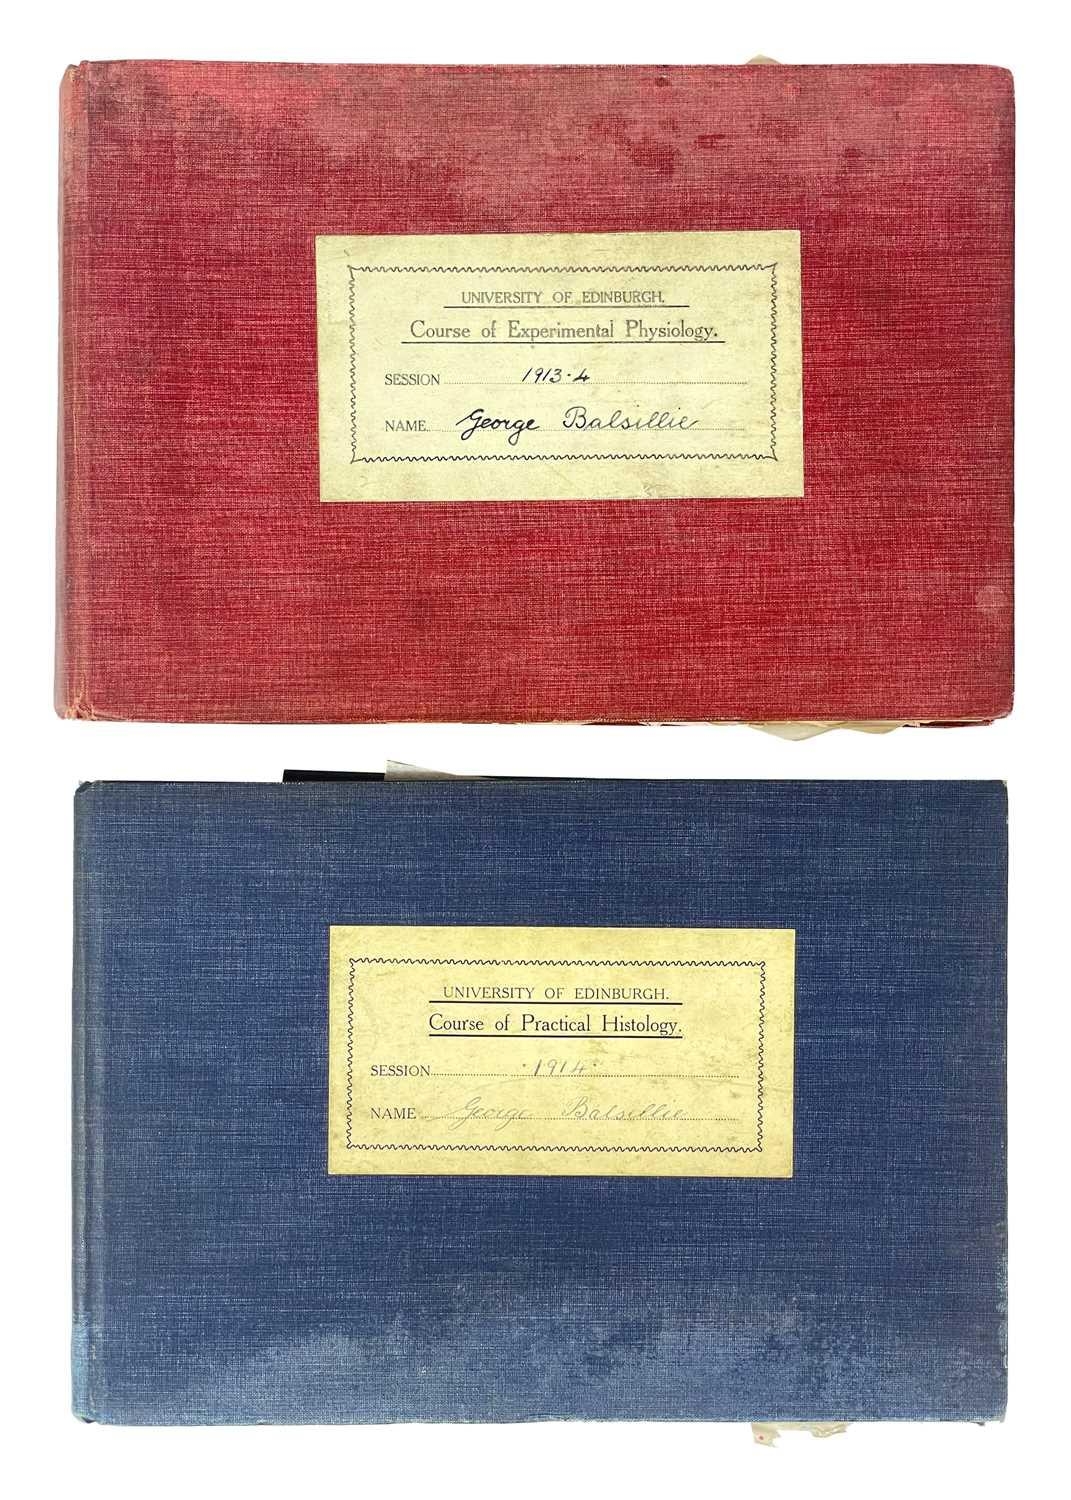 UNIVERSITY OF EDINBURGH.
Course of Experimental Physiology.
SESSION 1913-4
NAME George Balsillie
UNIVERSITY OF EDINBURGH.
Course of Practical Histology.
SESSION 1914
NAME George Balsillie